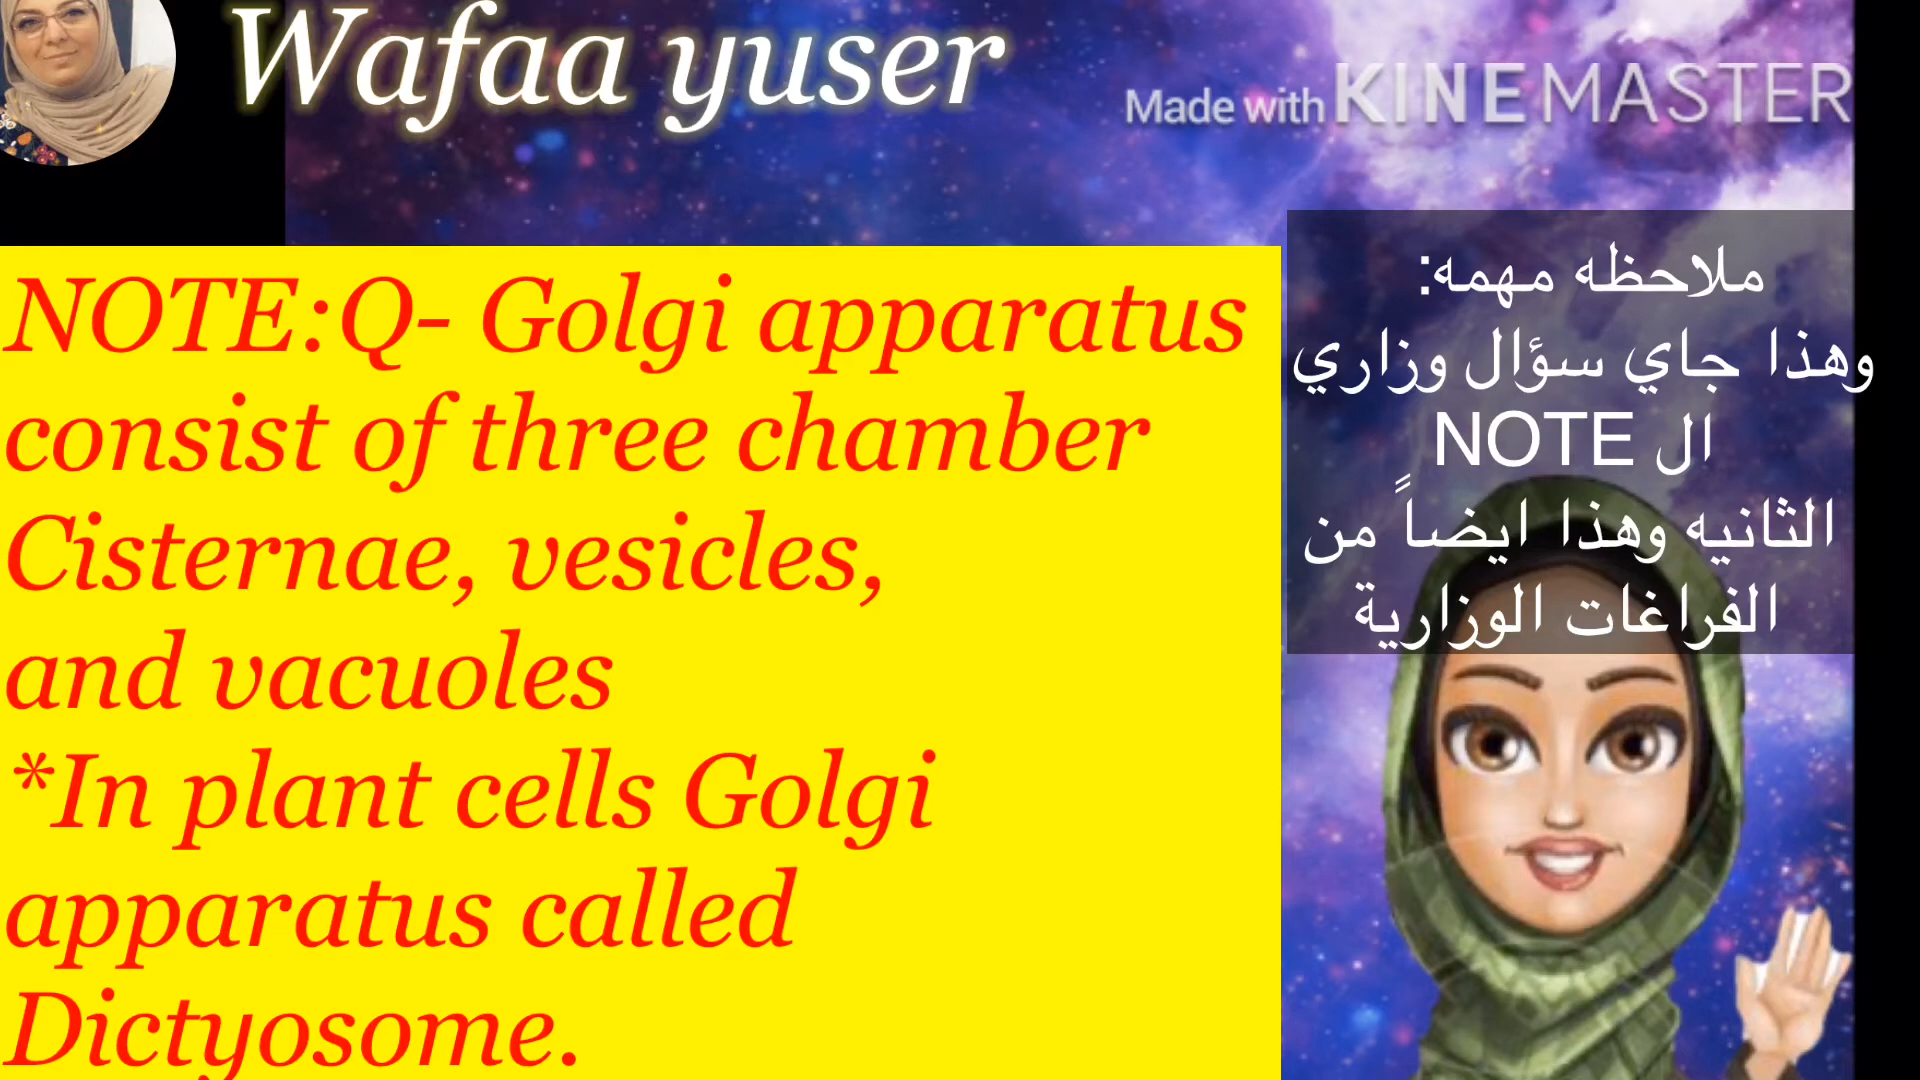 Wafaa yuser
Made with KINEMASTER
NOTE:Q- Golgi apparatus
consist of three chamber
Cisternae, vesicles,
and vacuoles
*In plant cells Golgi
apparatus called
Dictyosome.
ملاحظه مهمه:
وهذا جاي سؤال وزاري
ال NOTE
الثانيه وهذا ايضاً من
الفراغات الوزارية